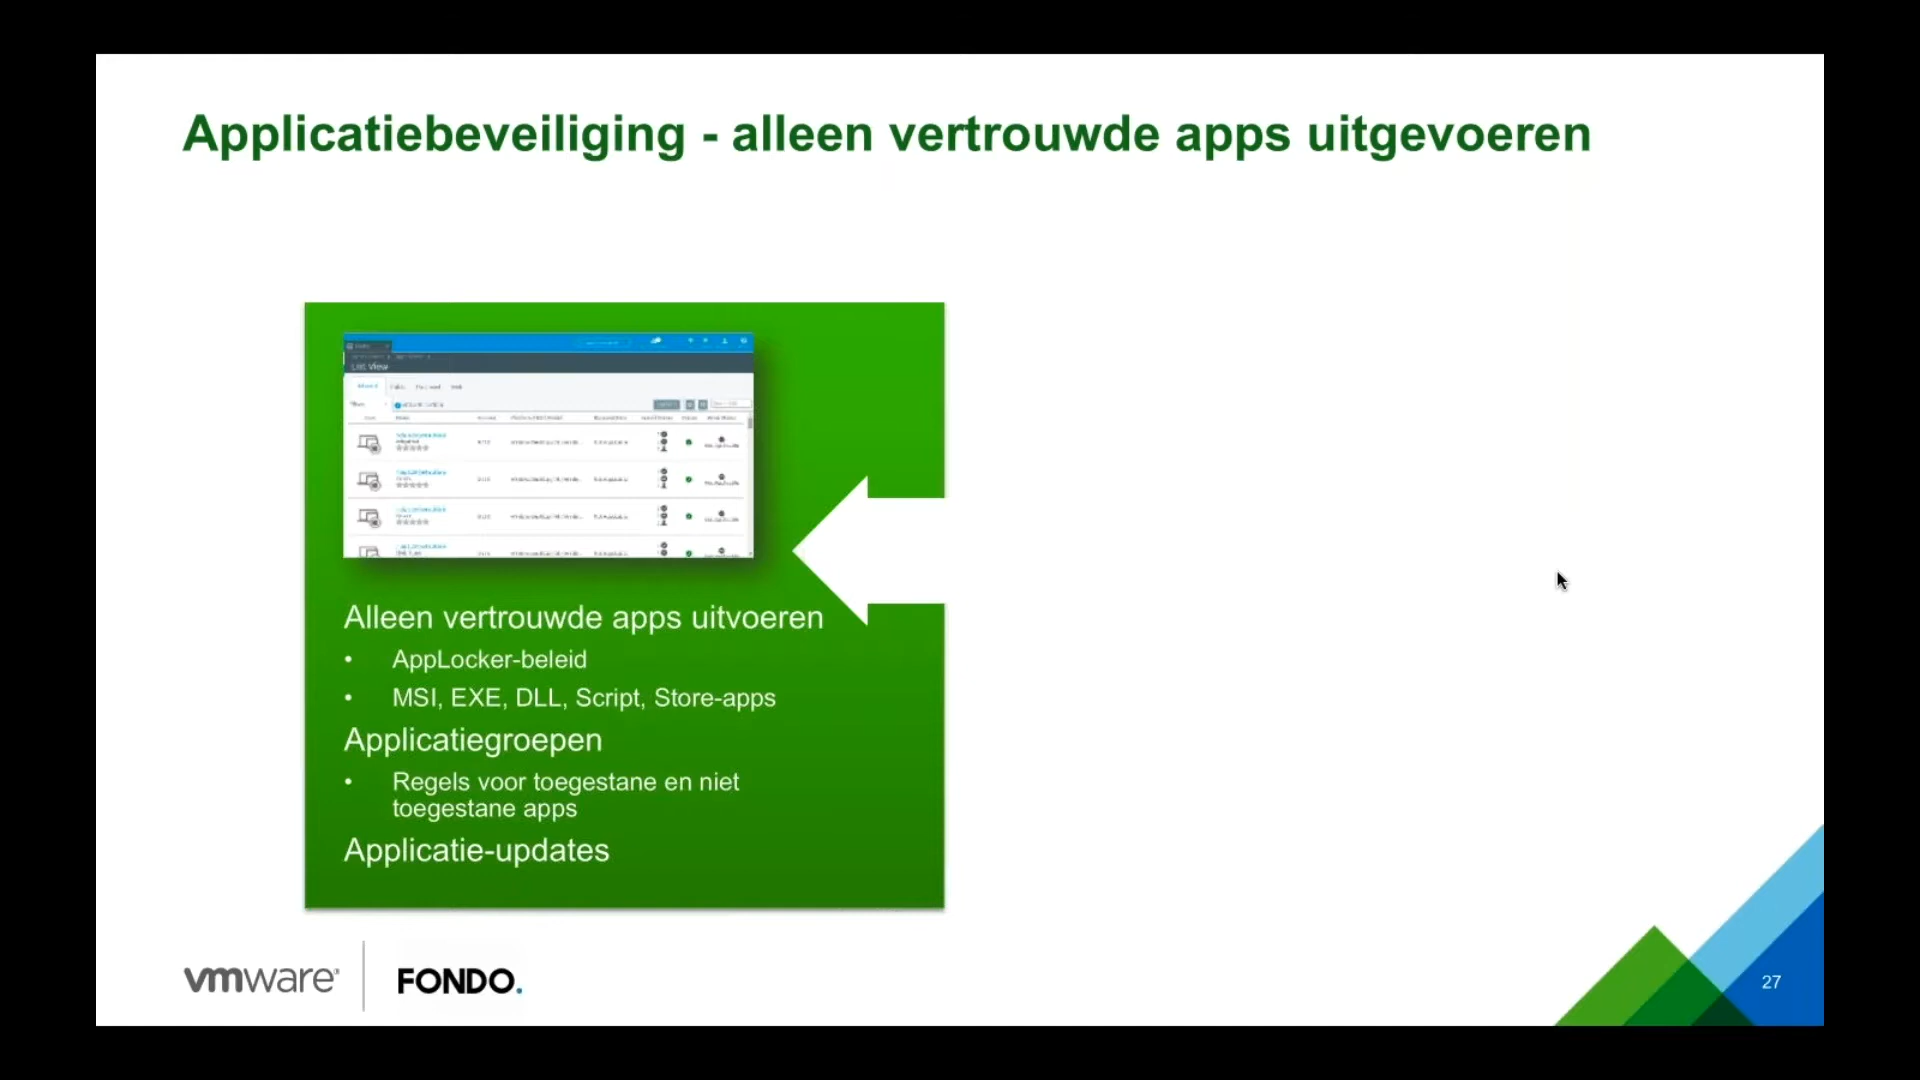 Applicatiebeveiliging - alleen vertrouwde apps uitgevoeren
List View
Alleen vertrouwde apps uitvoeren
• AppLocker-beleid
• MSI, EXE, DLL, Script, Store-apps
Applicatiegroepen
• Regels voor toegestane en niet
toegestane apps
Applicatie-updates
vmware
FONDO.
27